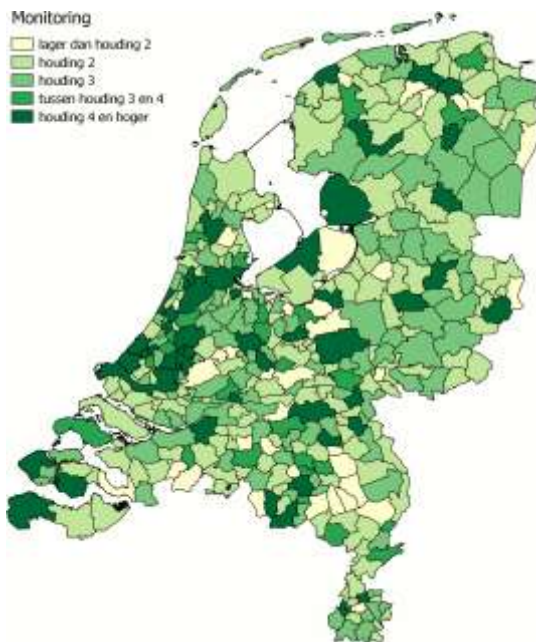 Monitoring
lager dan houding 2
houding 2
houding 3
tussen houding 3 en 4
houding 4 en hoger